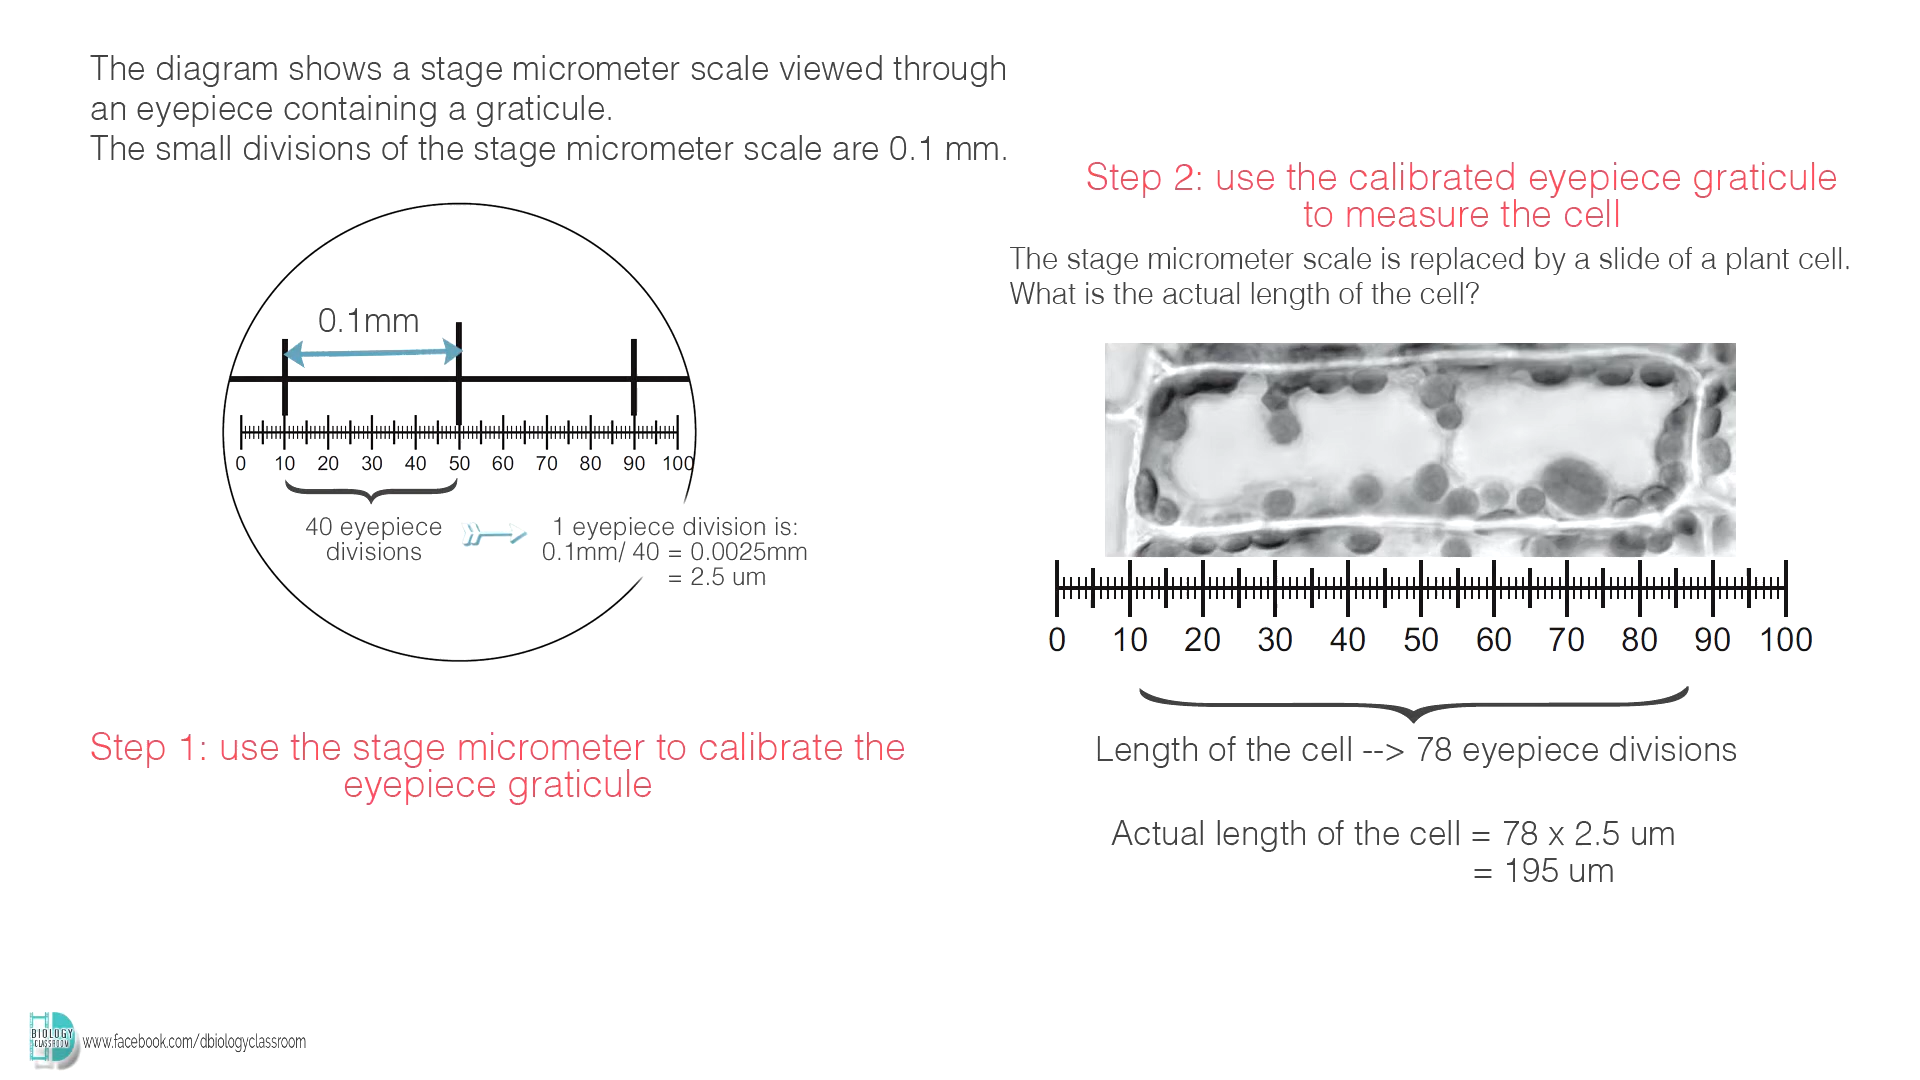 The diagram shows a stage micrometer scale viewed through
an eyepiece containing a graticule.
The small divisions of the stage micrometer scale are 0.1 mm.
0.1mm
0 10 20 30 40 50 60 70 80 90 100
40 eyepiece
divisions
1 eyepiece division is:
0.1mm/ 40 = 0.0025mm
= 2.5 um
Step 1: use the stage micrometer to calibrate the
eyepiece graticule
Step 2: use the calibrated eyepiece graticule
to measure the cell
The stage micrometer scale is replaced by a slide of a plant cell.
What is the actual length of the cell?
0 10 20 30 40 50 60 70 80 90 100
Length of the cell --> 78 eyepiece divisions
Actual length of the cell = 78 x 2.5 um
= 195 um
BIOLOGY
CLASSROOM
www.facebook.com/dbiologyclassroom